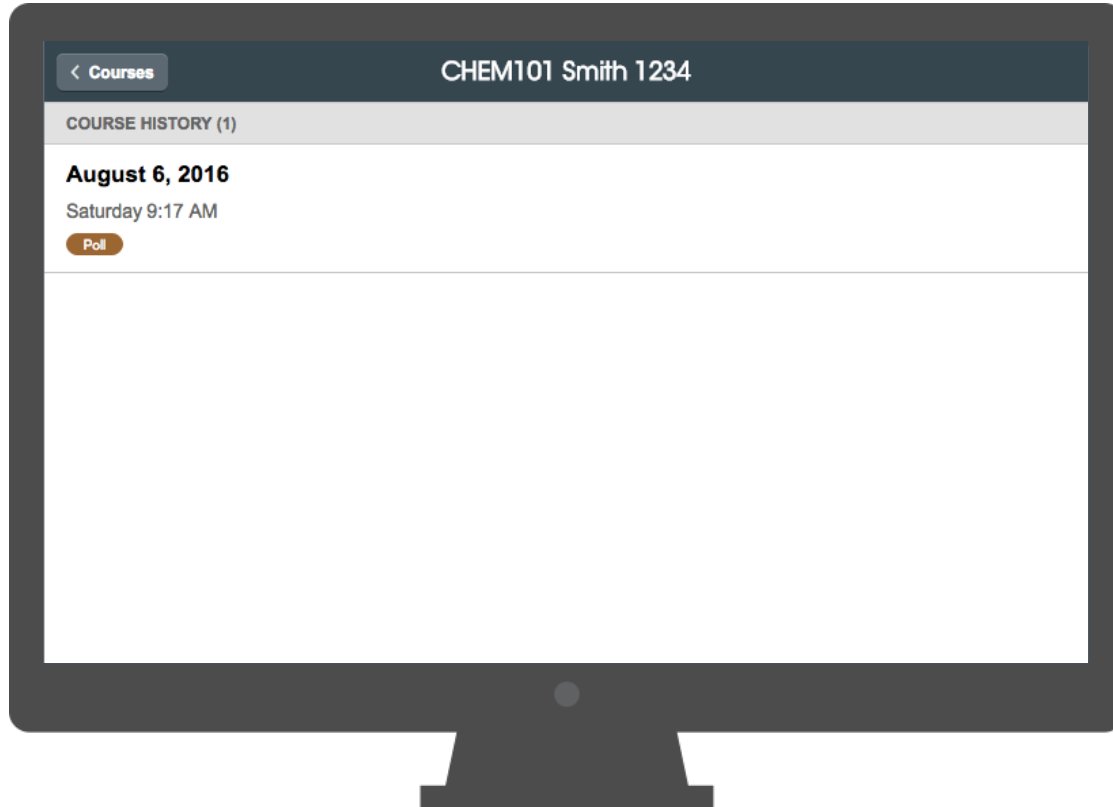 < Courses
CHEM101 Smith 1234
COURSE HISTORY (1)
August 6, 2016
Saturday 9:17 AM
Poll